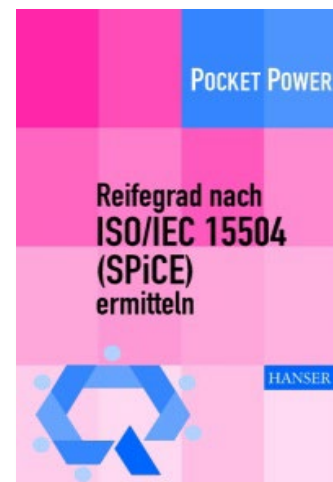 POCKET POWER
Reifegrad nach
ISO/IEC 15504
(SPiCE)
ermitteln
HANSER